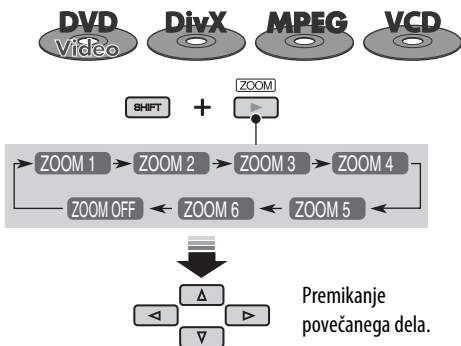 DVD Video DivX MPEG VCD
ZOOM
SHIFT +
ZOOM 1 ZOOM 2 ZOOM 3 ZOOM 4
ZOOM OFF ZOOM 6 ZOOM 5
Premikanje
povečanega dela.